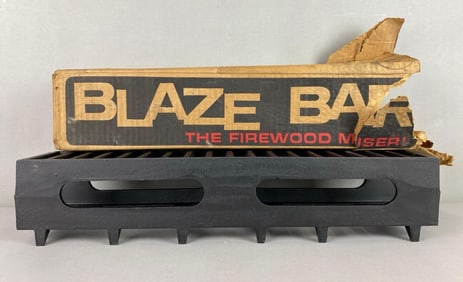 BLAZE BAR
THE FIREWOOD MISER!